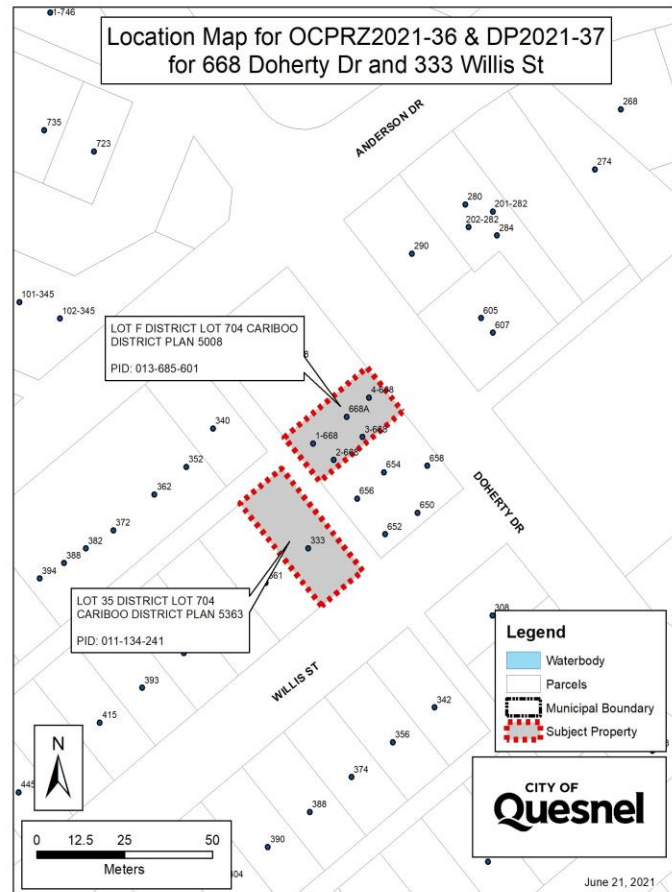 1-746
Location Map for OCPRZ2021-36 & DP2021-37
for 668 Doherty Dr and 333 Willis St
735
723
268
ANDERSON DR
274
280
201-282
202-282
284
290
101-345
102-345
605
607
LOT F DISTRICT LOT 704 CARIBOO
DISTRICT PLAN 5008
PID: 013-685-601
4-668
668A
340
1-668
3-668
2-668
654
658
352
656
362
650
DOHERTY DR
372
652
382
333
388
394
LOT 35 DISTRICT LOT 704
CARIBOO DISTRICT PLAN 5363
PID: 011-134-241
308
Legend
Waterbody
Parcels
Municipal Boundary
Subject Property
WILLIS ST
393
342
415
356
N
374
445
388
390
CITY OF
Quesnel
0 12.5 25 50
Meters
June 21, 2021